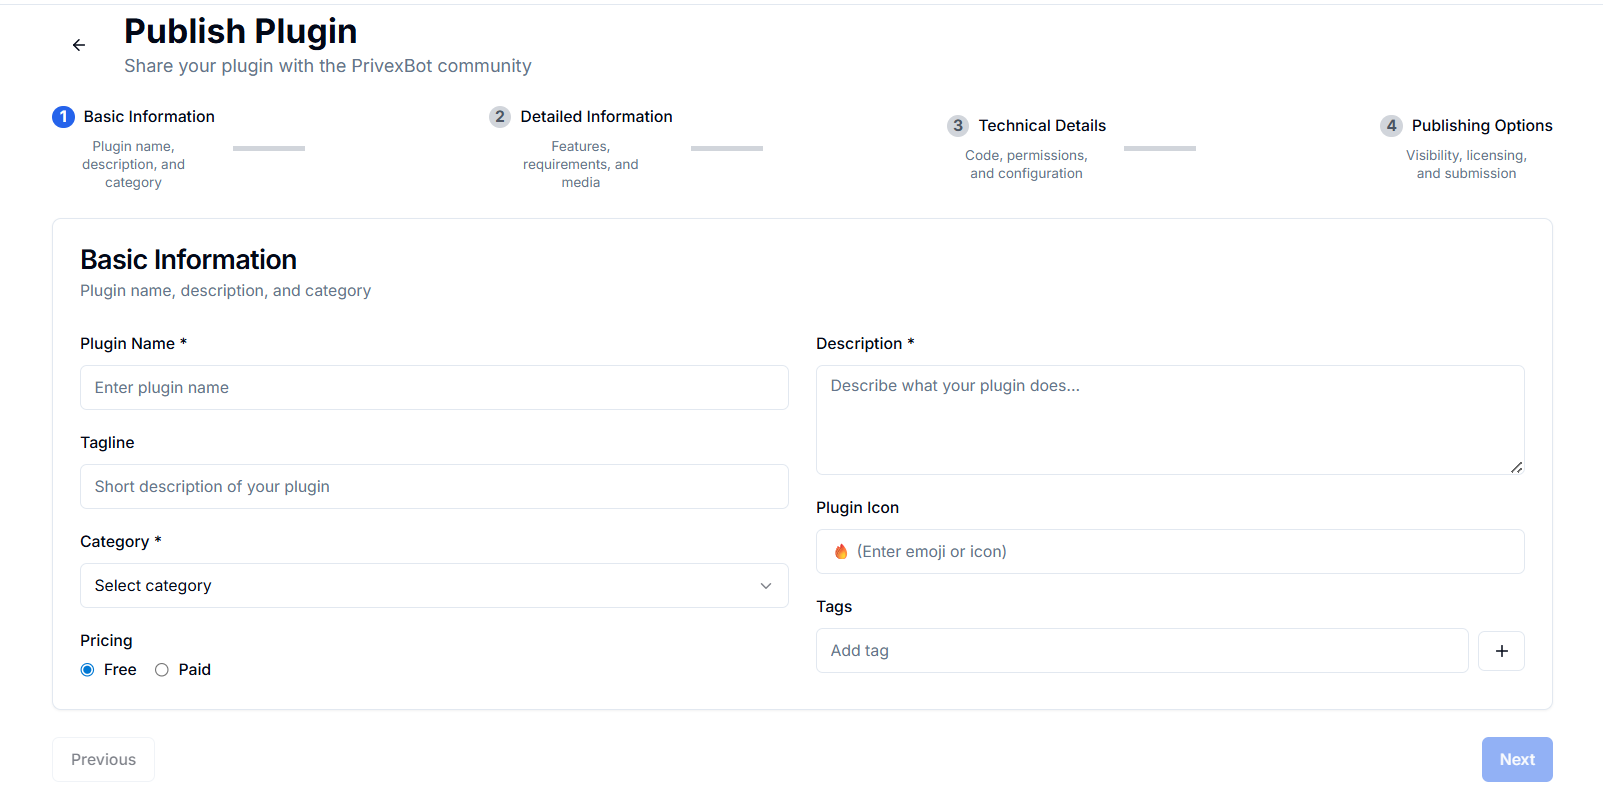 Publish Plugin
Share your plugin with the PrivexBot community
1 Basic Information
Plugin name,
description, and
category
2 Detailed Information
Features,
requirements, and
media
3 Technical Details
Code, permissions,
and configuration
4 Publishing Options
Visibility, licensing,
and submission
Basic Information
Plugin name, description, and category
Plugin Name *
Enter plugin name
Tagline
Short description of your plugin
Category *
Select category
Pricing
Free Paid
Description *
Describe what your plugin does...
Plugin Icon
🔥 (Enter emoji or icon)
Tags
Add tag
+
Previous
Next